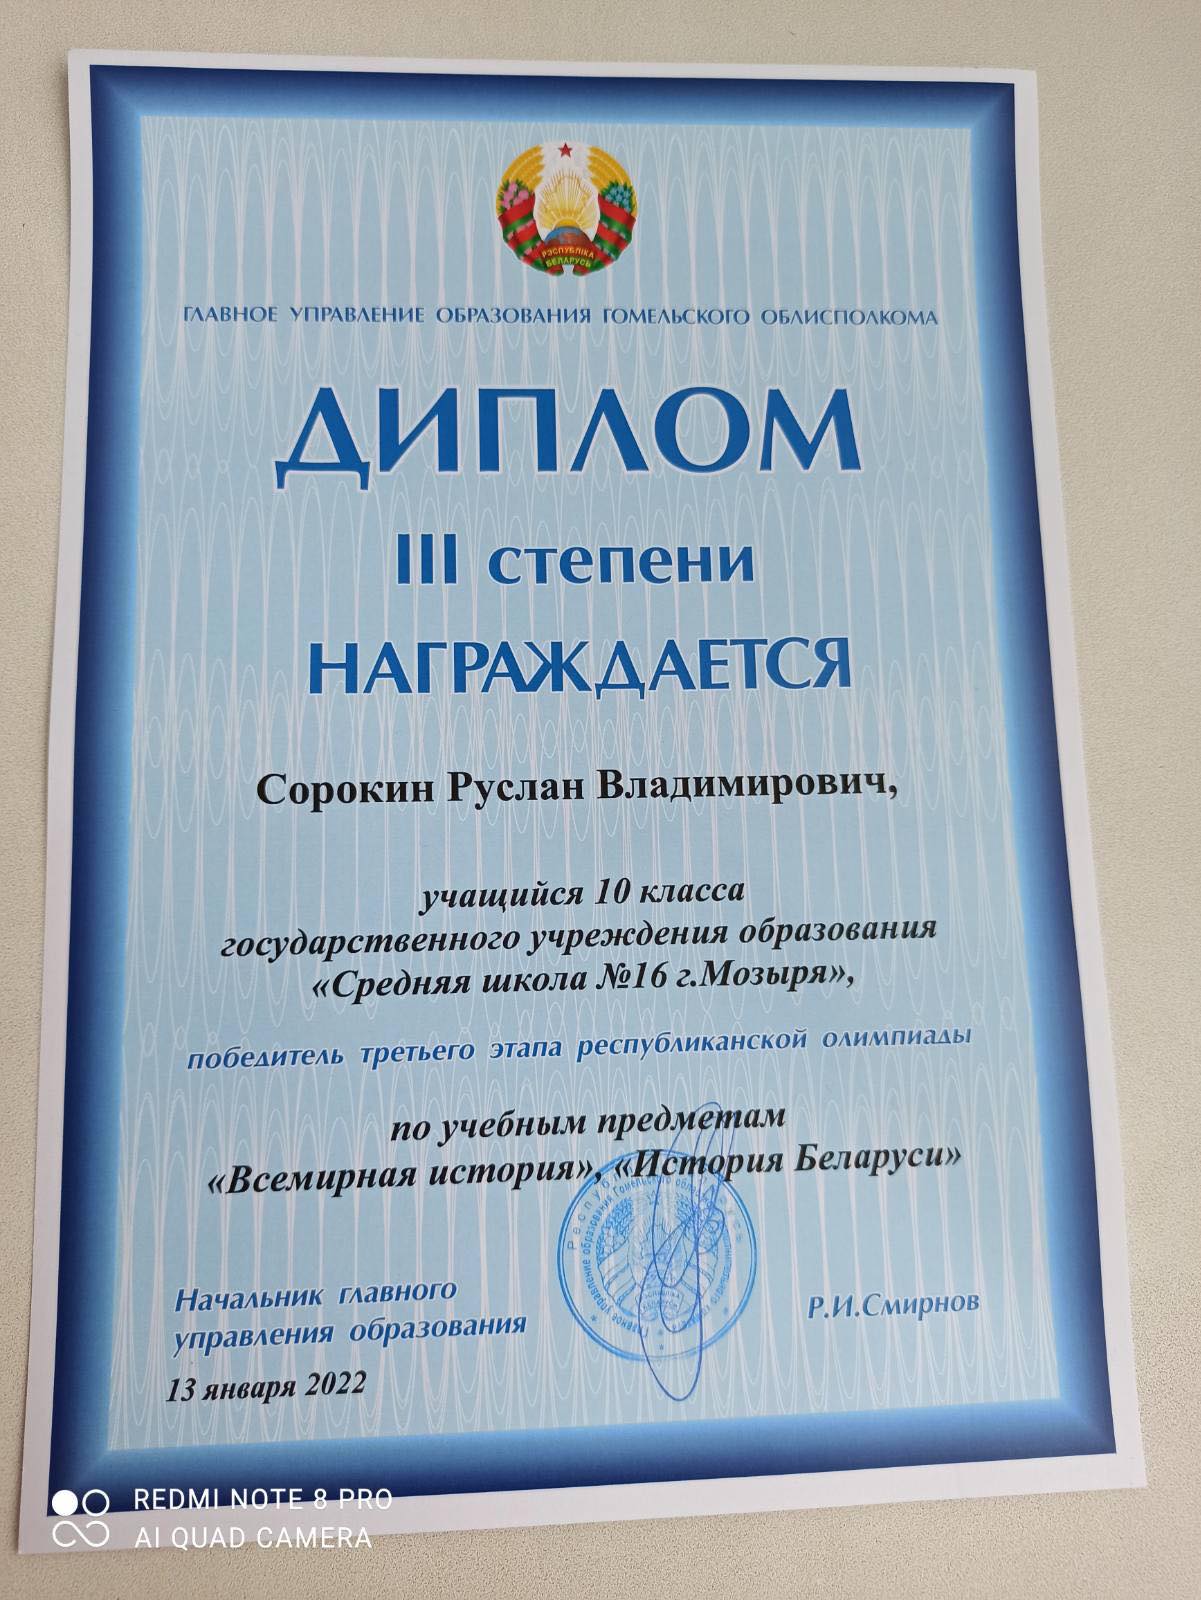 РЭСПУБЛІКА
БЕЛАРУСЬ
ГЛАВНОЕ УПРАВЛЕНИЕ ОБРАЗОВАНИЯ ГОМЕЛЬСКОГО ОБЛИСПОЛКОМА
ДИПЛОМ
III степени
НАГРАЖДАЕТСЯ
Сорокин Руслан Владимирович,
учащийся 10 класса
государственного учреждения образования
«Средняя школа №16 г.Мозыря»,
победитель третьего этапа республиканской олимпиады
по учебным предметам
«Всемирная история», «История Беларуси»
Начальник главного
управления образования
Р.И.Смирнов
13 января 2022
REDMI NOTE 8 PRO
AI QUAD CAMERA